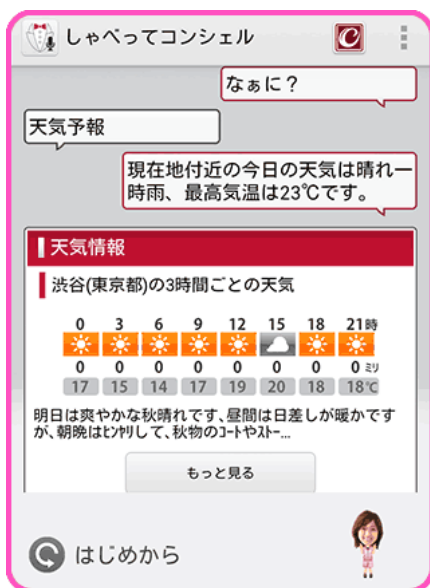 しゃべってコンシェル
C
なぁに？
天気予報
現在地付近の今日の天気は晴れ一
時雨、最高気温は23℃です。
天気情報
渋谷(東京都)の3時間ごとの天気
0 3 6 9 12 15 18 21時
0 0 0 0 0 0 0 0 ミリ
17 15 14 17 19 20 18 18℃
明日は爽やかな秋晴れです、昼間は日差しが暖かです
が、朝晩はﾋﾝﾔﾘして、秋物のｺｰﾄやｽﾄｰ...
もっと見る
はじめから